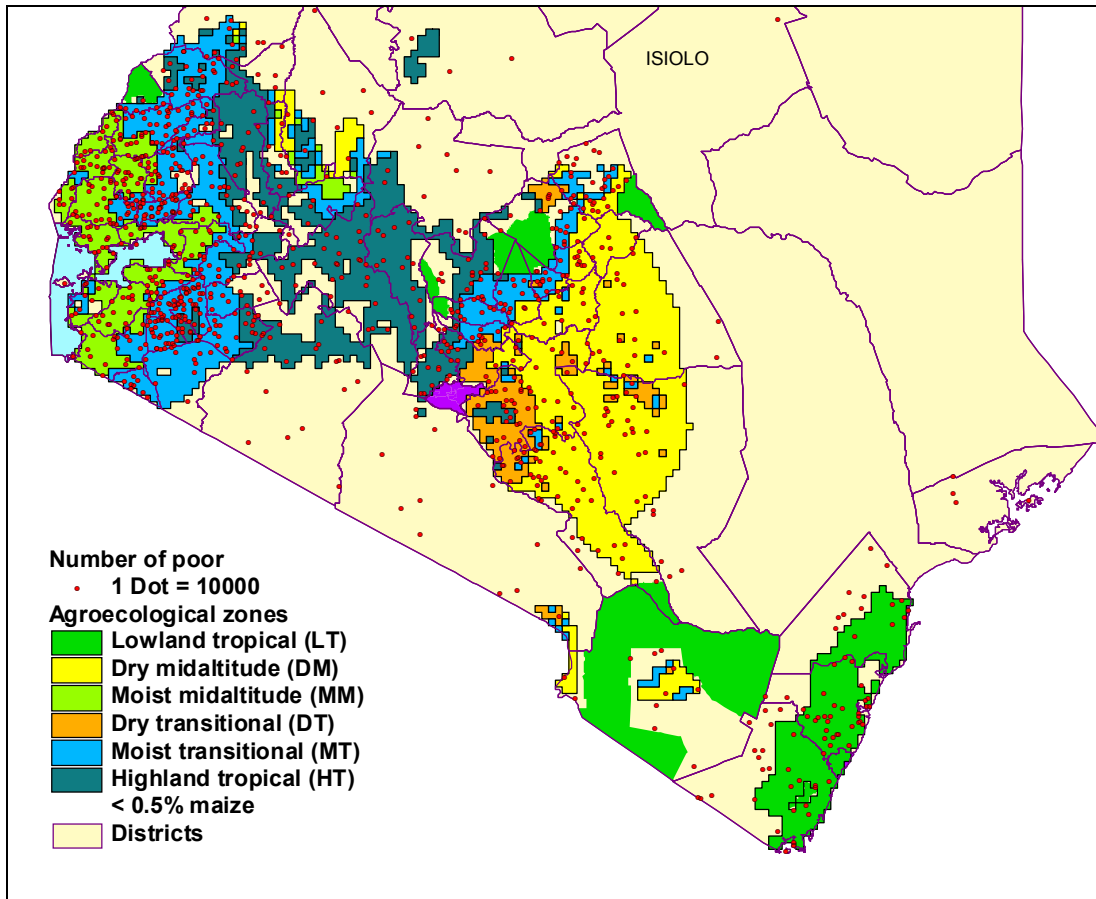 ISIOLO
Number of poor
1 Dot = 10000
Agroecological zones
Lowland tropical (LT)
Dry midaltitude (DM)
Moist midaltitude (MM)
Dry transitional (DT)
Moist transitional (MT)
Highland tropical (HT)
< 0.5% maize
Districts